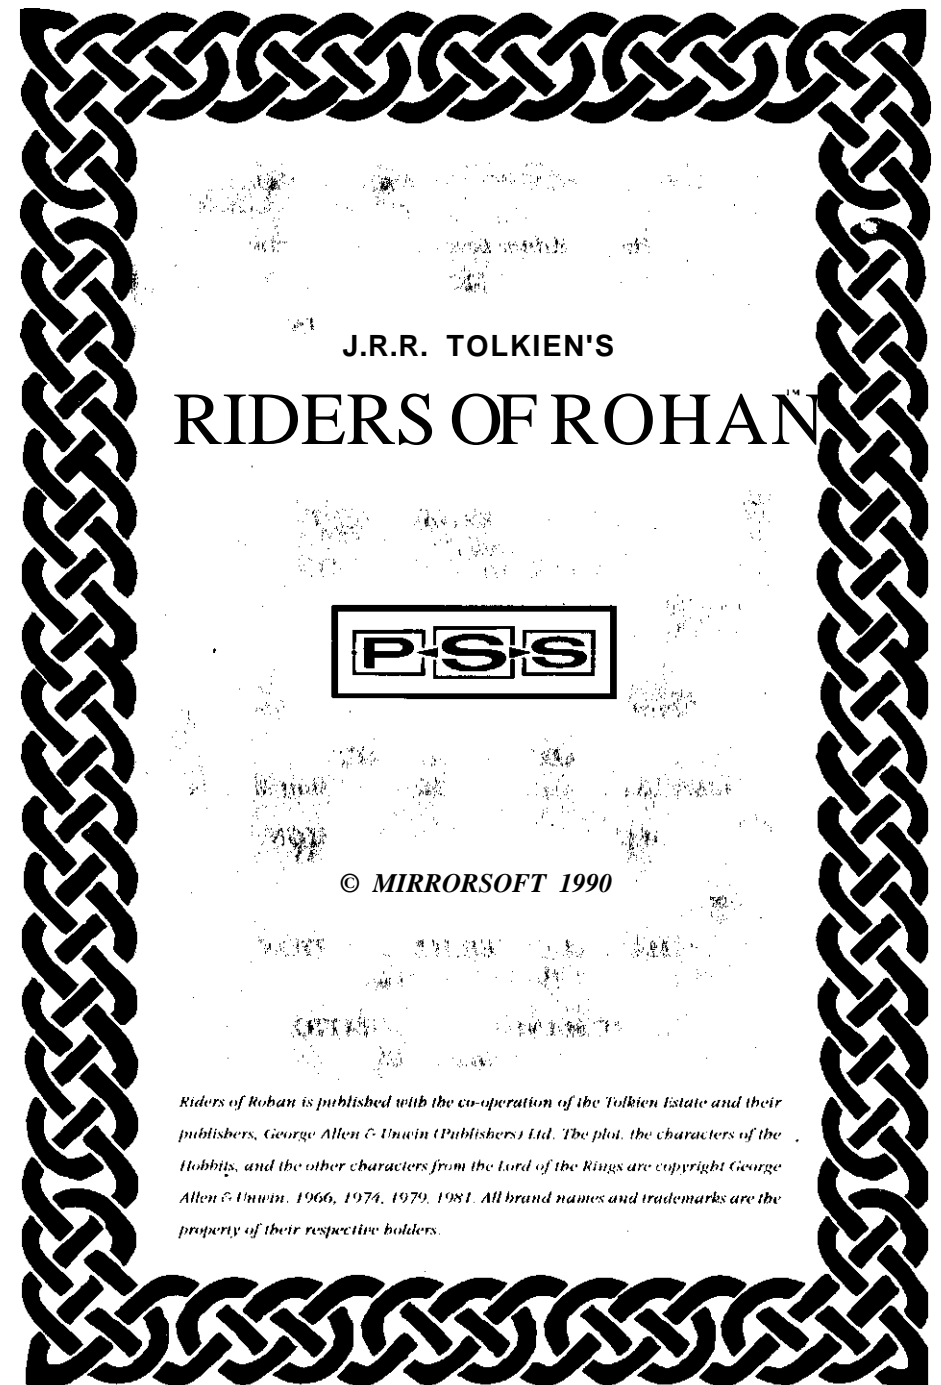 J.R.R. TOLKIEN'S
RIDERS OF ROHAN™
PSS
© MIRRORSOFT 1990
Riders of Rohan is published with the co-operation of the Tolkien Estate and their
publishers, George Allen & Unwin (Publishers) Ltd. The plot, the characters of the
Hobbits, and the other characters from the Lord of the Rings are copyright George
Allen & Unwin. 1966, 1974, 1979, 1981. All brand names and trademarks are the
property of their respective holders.